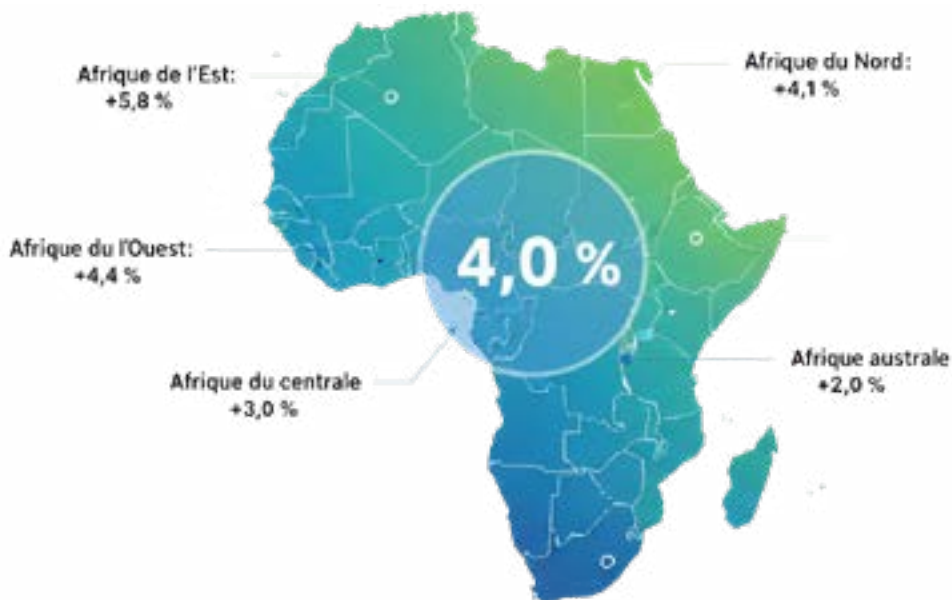 Afrique de l'Est:
+5,8 %
Afrique du Nord:
+4,1 %
Afrique du l'Ouest:
+4,4 %
4,0 %
Afrique du centrale
+3,0 %
Afrique australe
+2,0 %